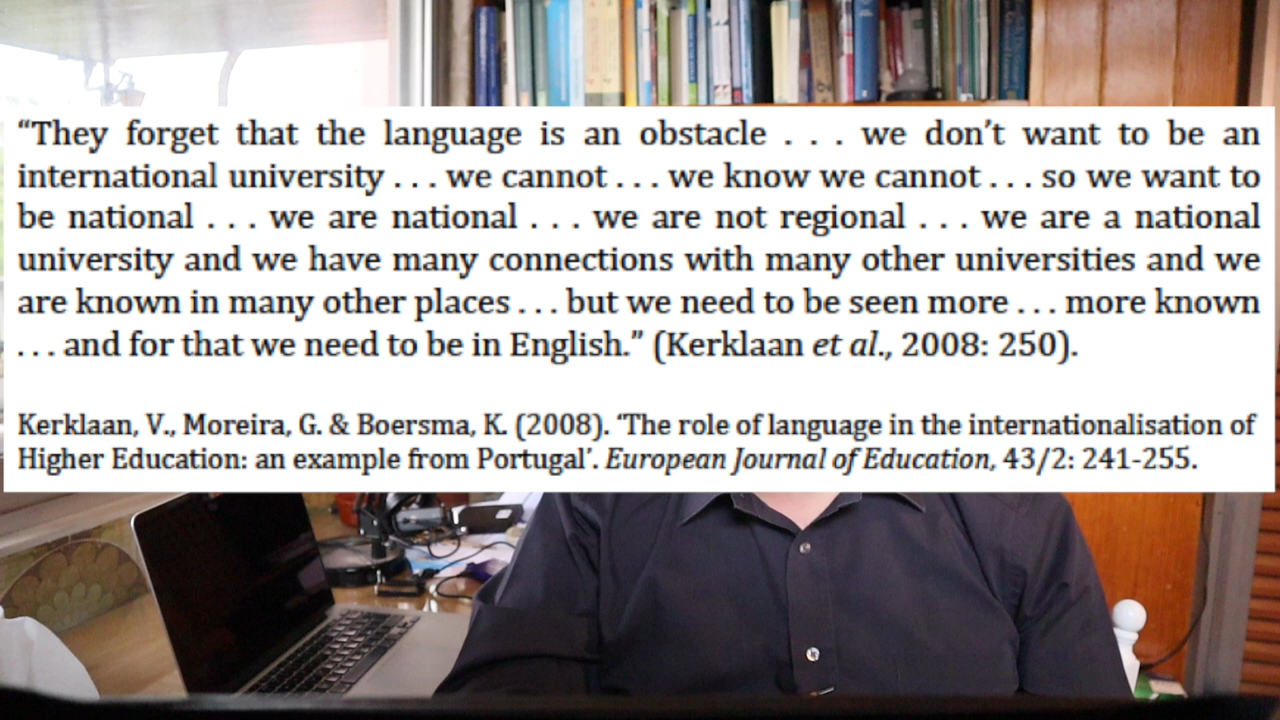 “They forget that the language is an obstacle . . . we don’t want to be an
international university . . . we cannot . . . we know we cannot . . . so we want to
be national . . . we are national . . . we are not regional . . . we are a national
university and we have many connections with many other universities and we
are known in many other places . . . but we need to be seen more . . . more known
. . . and for that we need to be in English.” (Kerklaan et al., 2008: 250).
Kerklaan, V., Moreira, G. & Boersma, K. (2008). ‘The role of language in the internationalisation of
Higher Education: an example from Portugal’. European Journal of Education, 43/2: 241-255.